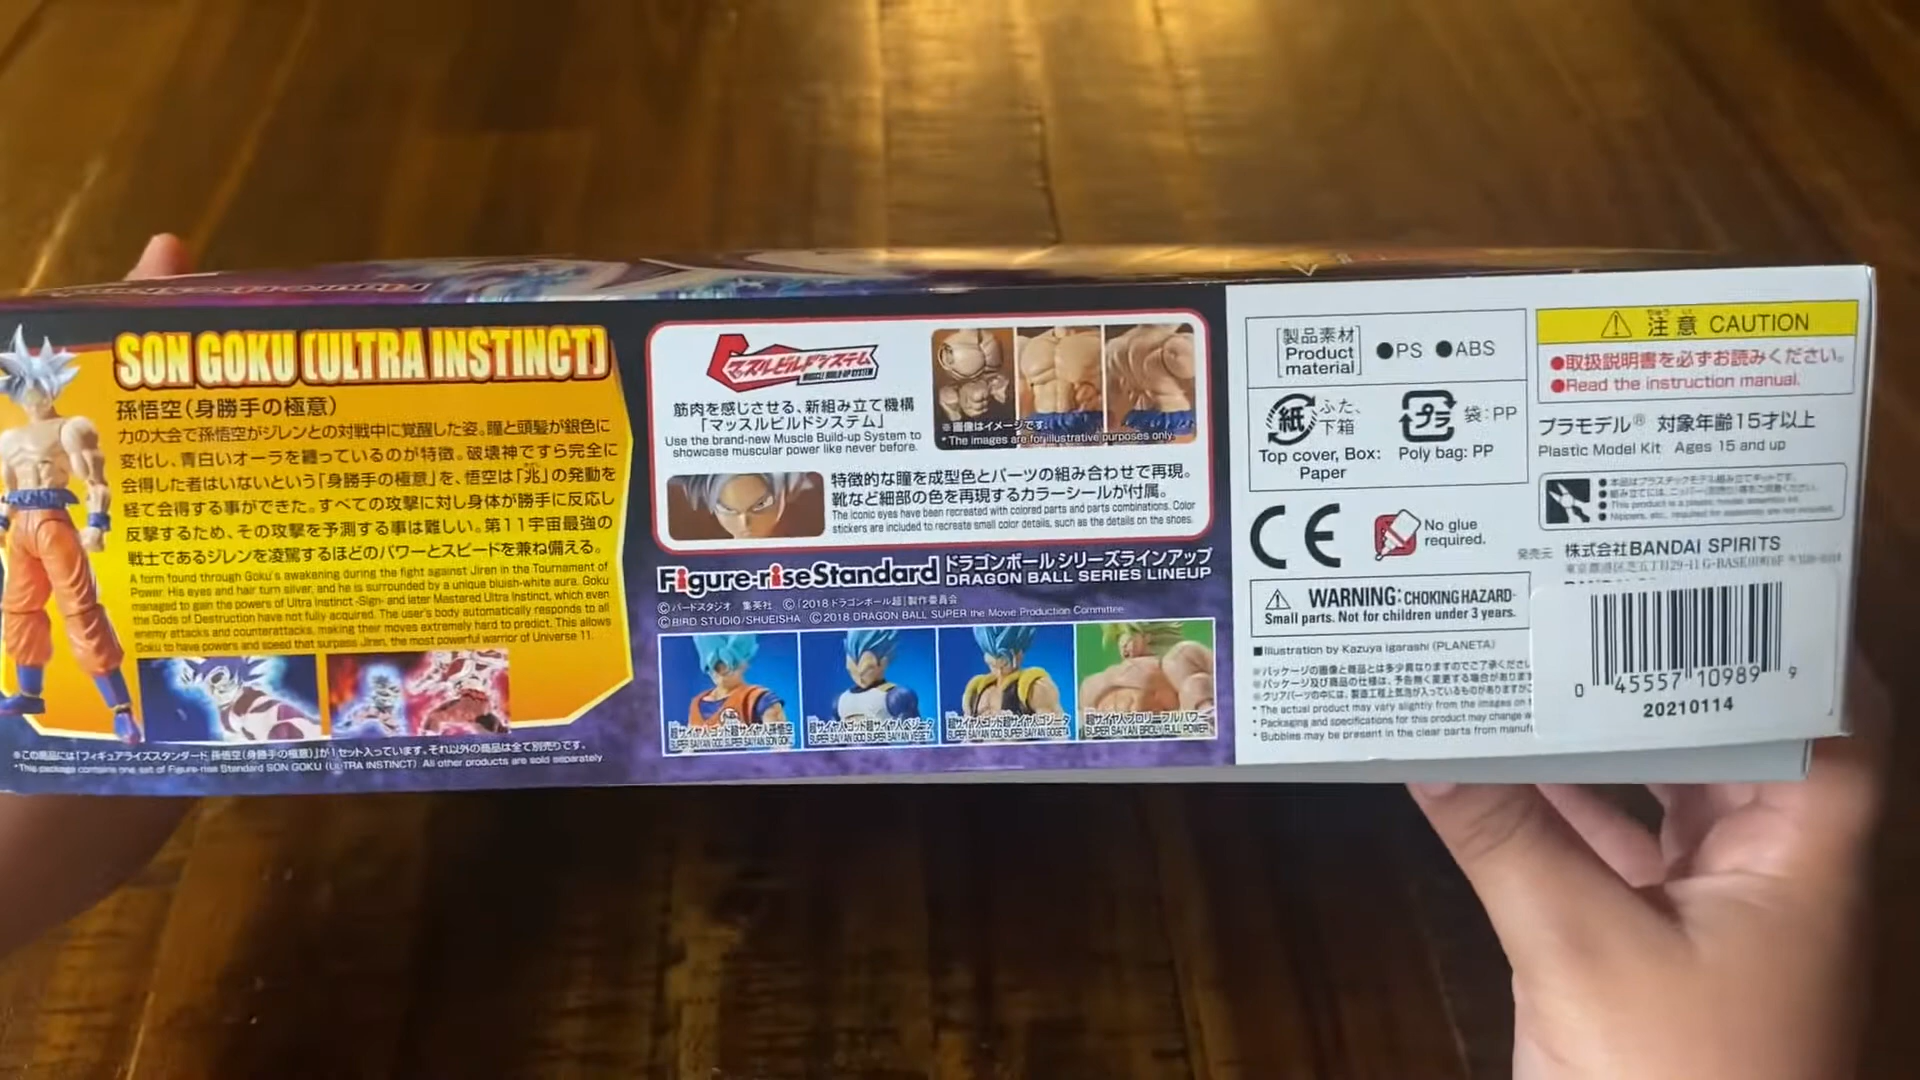 Figure-rise Standard
SON GOKU (ULTRA INSTINCT)
孫悟空(身勝手の極意)
力の大会で孫悟空がジレンとの対戦中に覚醒した姿。瞳と頭髪が銀色に
変化し、青白いオーラを纏っているのが特徴。破壊神ですら完全に
会得した者はいないという「身勝手の極意」を、悟空は「兆」の発動を
経て会得する事ができた。すべての攻撃に対し身体が勝手に反応し
反撃するため、その攻撃を予測する事は難しい。第11宇宙最強の
戦士であるジレンを凌駕するほどのパワーとスピードを兼ね備える。
A form found through Goku's awakening during the fight against Jiren in the Tournament of
Power. His eyes and hair turn silver, and he is surrounded by a unique bluish-white aura. Goku
managed to gain the powers of Ultra Instinct -Sign- and later Mastered Ultra Instinct, which even
the Gods of Destruction have not fully acquired. The user's body automatically responds to all
enemy attacks and counterattacks, making their moves extremely hard to predict. This allows
Goku to have powers and speed that surpass Jiren, the most powerful warrior of Universe 11.
※この商品には「フィギュアライズスタンダード 孫悟空(身勝手の極意)」が1セット入っています。それ以外の商品は全て別売りです。
*This package contains one set of Figure-rise Standard SON GOKU (ULTRA INSTINCT) All other products are sold separately
マッスルビルドシステム
MUSCLE BUILD-UP SYSTEM
筋肉を感じさせる、新組み立て機構
「マッスルビルドシステム」
Use the brand-new Muscle Build-up System to
showcase muscular power like never before.
※画像はイメージです。
*The images are for illustrative purposes only
特徴的な瞳を成型色とパーツの組み合わせで再現。
靴など細部の色を再現するカラーシールが付属。
The iconic eyes have been recreated with colored parts and parts combinations. Color
stickers are included to recreate small color details, such as the details on the shoes.
Figure-rise Standard ドラゴンボール シリーズラインアップ
DRAGON BALL SERIES LINEUP
©バードスタジオ 集英社 ©「2018 ドラゴンボール超」製作委員会
©BIRD STUDIO/SHUEISHA ©2018 DRAGON BALL SUPER the Movie Production Committee
超サイヤ人ゴッド超サイヤ人孫悟空
SUPER SAIYAN GOD SUPER SAIYAN SON GOKU
超サイヤ人ゴッド超サイヤ人ベジータ
SUPER SAIYAN GOD SUPER SAIYAN VEGETA
超サイヤ人ゴッド超サイヤ人ゴジータ
SUPER SAIYAN GOD SUPER SAIYAN GOGETA
超サイヤ人ブロリーフルパワー
SUPER SAIYAN BROLY FULL POWER
[製品素材 Product material] ●PS ●ABS
紙 ふた、下箱
Top cover, Box: Paper
プラ 袋:PP
Poly bag: PP
CE
No glue required.
WARNING: CHOKING HAZARD-
Small parts. Not for children under 3 years.
■Illustration by Kazuya Igarashi (PLANETA)
※パッケージの画像と商品とは多少異なりますのでご了承ください
※パッケージ及び商品の仕様は、予告無く変更する場合があります
※クリアパーツの中には、製造工程上気泡が入っているものがありますがご
* The actual product may vary slightly from the images on
* Packaging and specifications for this product may change w
* Bubbles may be present in the clear parts from manuf
注意 CAUTION
ちゅう い
●取扱説明書を必ずお読みください。
●Read the instruction manual.
プラモデル® 対象年齢15才以上
Plastic Model Kit Ages 15 and up
●本品はプラスチックモデル組み立てキットです。
発売元 株式会社BANDAI SPIRITS
0 45557 10989 9
20210114